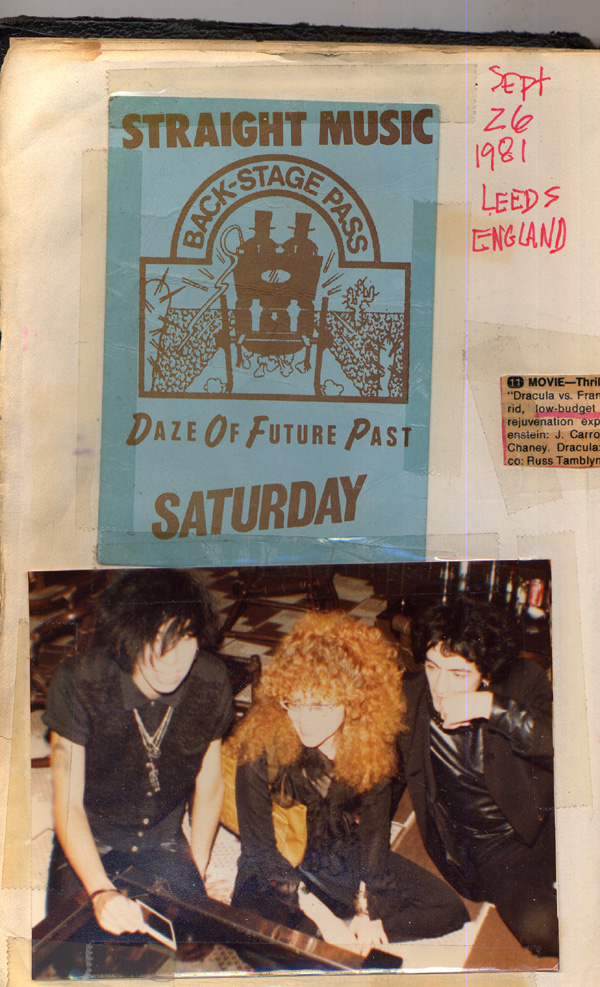 STRAIGHT MUSIC
BACK-STAGE PASS
DAZE OF FUTURE PAST
SATURDAY
SEPT
26
1981
LEEDS
ENGLAND
11 MOVIE—Thril
"Dracula vs. Fran
rid, low-budget
rejuvenation exp
enstein: J. Carro
Chaney. Dracula:
co: Russ Tamblyn